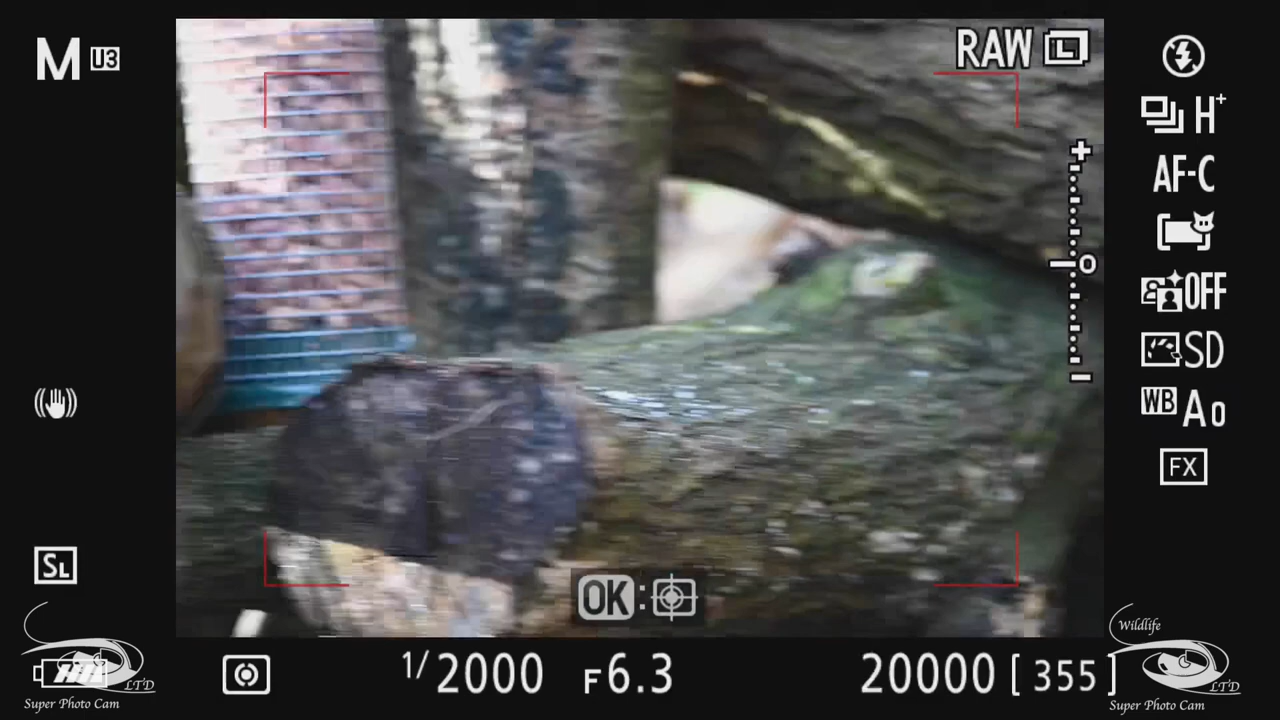 M U3
RAW L
H+
AF-C
OFF
SD
WB A0
FX
SL
OK:
1/2000 F6.3 20000 [355]
LTD
Super Photo Cam
Wildlife
LTD
Super Photo Cam